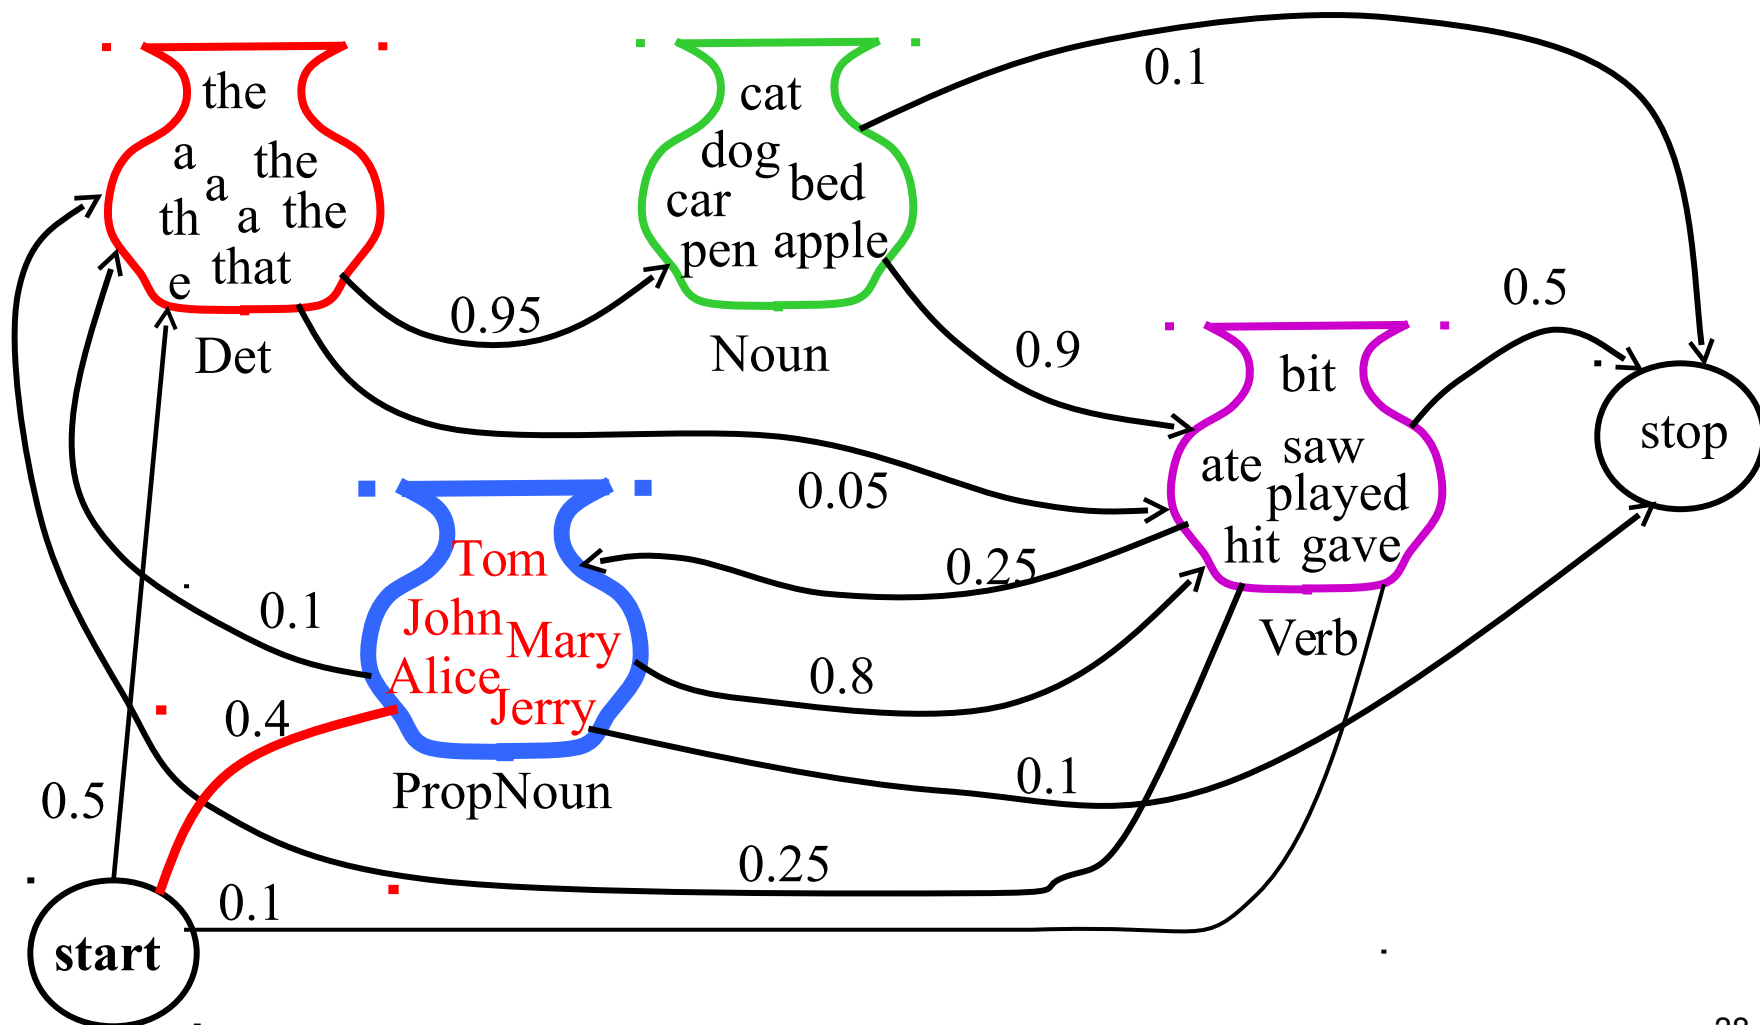 0.1
the
cat
a
the
dog
a
bed
th
a
the
car
pen
apple
e
that
0.95
0.5
Det
Noun
0.9
bit
ate
saw
played
stop
0.05
hit
gave
Tom
0.25
John
Mary
0.1
Verb
Alice
0.8
Jerry
0.4
PropNoun
0.1
0.5
0.25
0.1
start